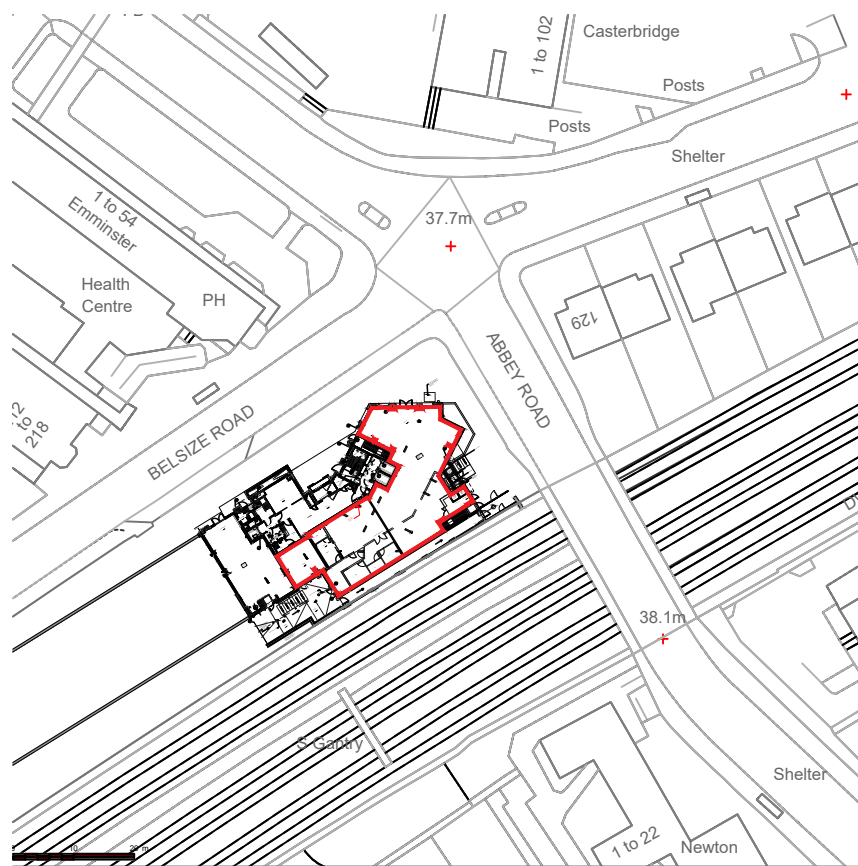 Casterbridge
1 to 102
Posts
Posts
Shelter
1 to 54
Emminster
37.7m
Health
Centre
PH
129
ABBEY ROAD
BELSIZE ROAD
218
38.1m
S Gantry
Shelter
1 to 22
Newton
10
20 m